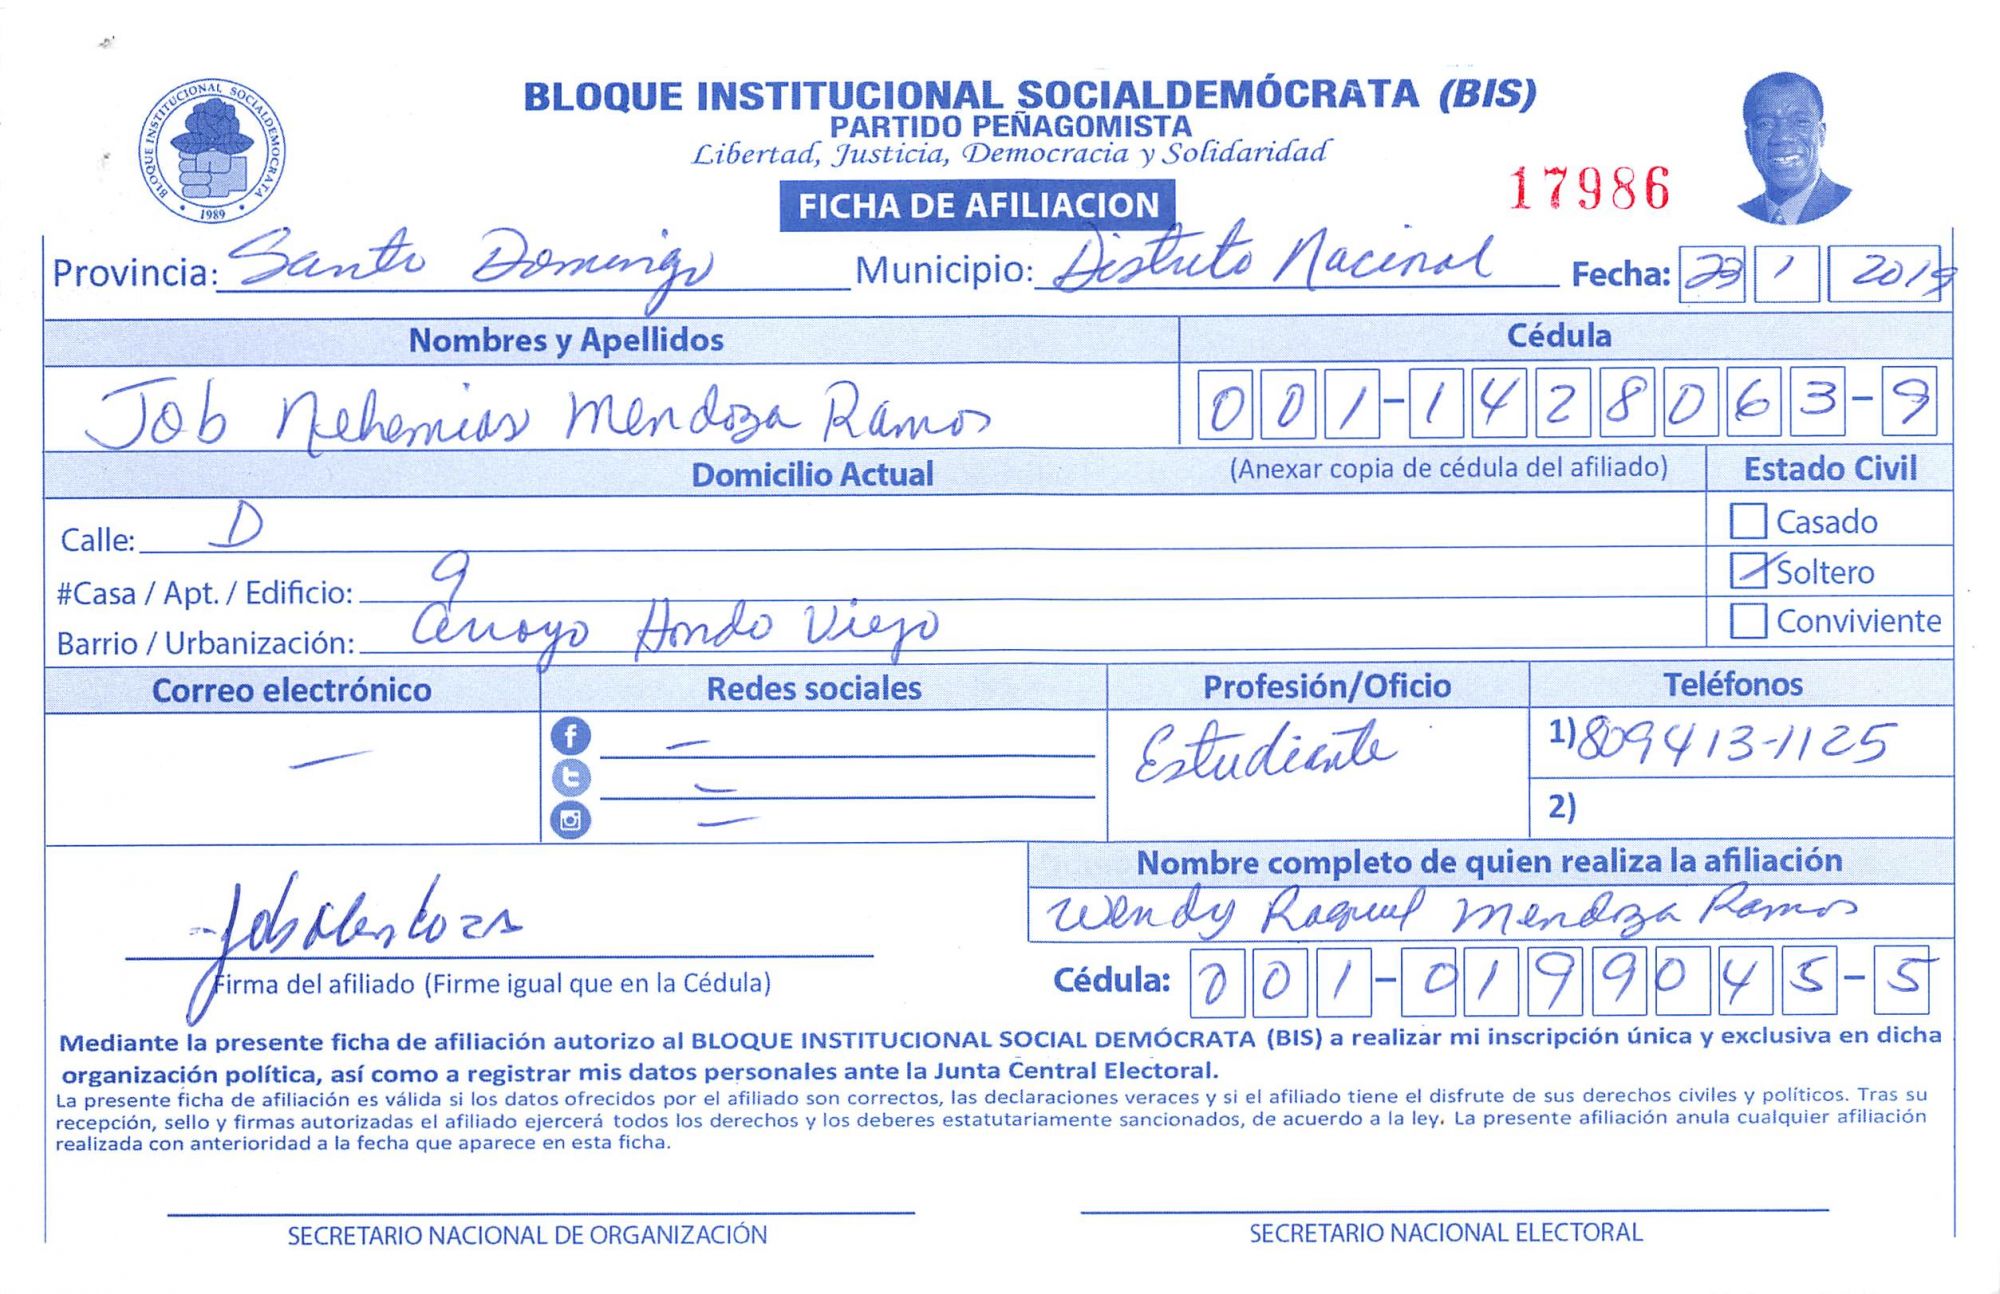 BLOQUE INSTITUCIONAL SOCIALDEMÓCRATA (BIS)
PARTIDO PEÑAGOMISTA
Libertad, Justicia, Democracia y Solidaridad
BLOQUE INSTITUCIONAL SOCIALDEMOCRATA
1989
17986
FICHA DE AFILIACION
Provincia: Santo Domingo Municipio: Distrito Nacional Fecha: 23 1 2019
Nombres y Apellidos Cédula
Job Nehemias Mendoza Ramos 001-1428063-9
Domicilio Actual (Anexar copia de cédula del afiliado) Estado Civil
Calle: D Casado
#Casa / Apt. / Edificio: 9 Soltero
Barrio / Urbanización: Arroyo Hondo Viejo Conviviente
Correo electrónico Redes sociales Profesión/Oficio Teléfonos
— — Estudiante 1) 809413-1125
—
— 2)
Nombre completo de quien realiza la afiliación
Job Mendoza Wendy Raquel Mendoza Ramos
Firma del afiliado (Firme igual que en la Cédula) Cédula: 001-0199045-5
Mediante la presente ficha de afiliación autorizo al BLOQUE INSTITUCIONAL SOCIAL DEMÓCRATA (BIS) a realizar mi inscripción única y exclusiva en dicha
organización política, así como a registrar mis datos personales ante la Junta Central Electoral.
La presente ficha de afiliación es válida si los datos ofrecidos por el afiliado son correctos, las declaraciones veraces y si el afiliado tiene el disfrute de sus derechos civiles y políticos. Tras su
recepción, sello y firmas autorizadas el afiliado ejercerá todos los derechos y los deberes estatutariamente sancionados, de acuerdo a la ley. La presente afiliación anula cualquier afiliación
realizada con anterioridad a la fecha que aparece en esta ficha.
SECRETARIO NACIONAL DE ORGANIZACIÓN SECRETARIO NACIONAL ELECTORAL